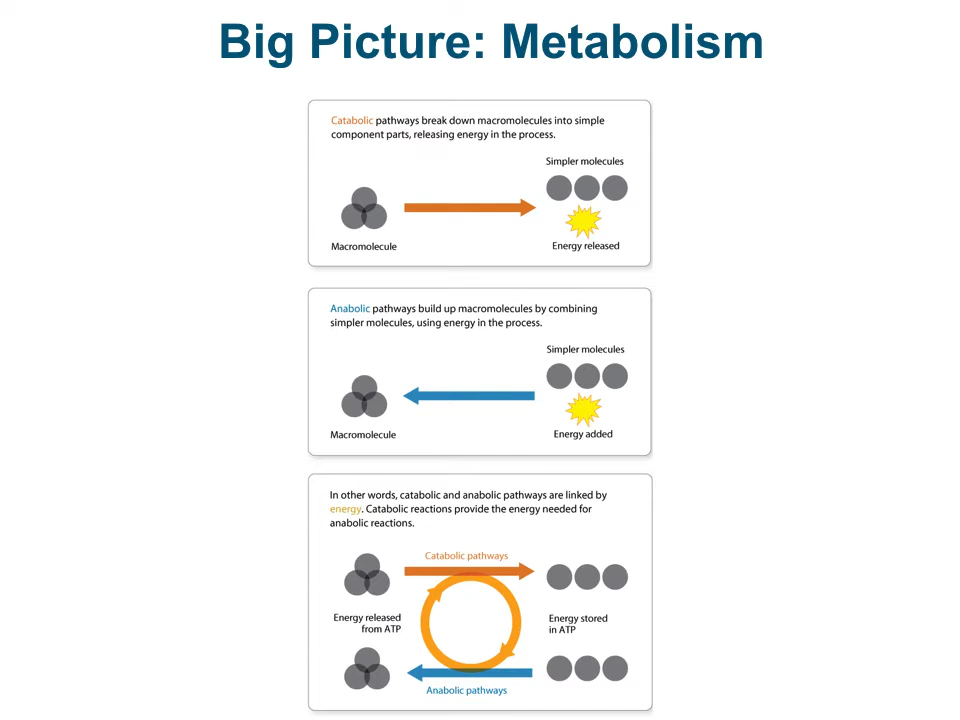 Big Picture: Metabolism
Catabolic pathways break down macromolecules into simple
component parts, releasing energy in the process.
Simpler molecules
Macromolecule
Energy released
Anabolic pathways build up macromolecules by combining
simpler molecules, using energy in the process.
Simpler molecules
Macromolecule
Energy added
In other words, catabolic and anabolic pathways are linked by
energy. Catabolic reactions provide the energy needed for
anabolic reactions.
Catabolic pathways
Energy released
from ATP
Energy stored
in ATP
Anabolic pathways